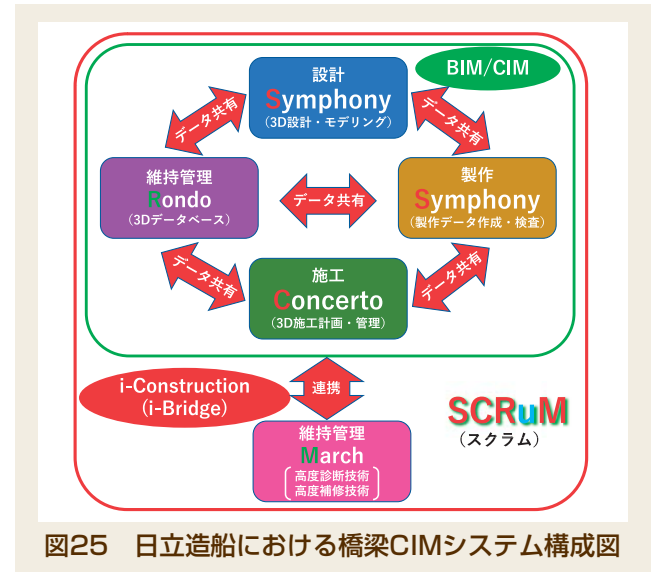 BIM/CIM
設計
Symphony
(3D設計・モデリング)
データ共有
データ共有
維持管理
Rondo
(3Dデータベース)
データ共有
製作
Symphony
(製作データ作成・検査)
データ共有
データ共有
施工
Concerto
(3D施工計画・管理)
i-Construction
(i-Bridge)
連携
SCRuM
(スクラム)
維持管理
March
高度診断技術
高度補修技術
図25 日立造船における橋梁CIMシステム構成図